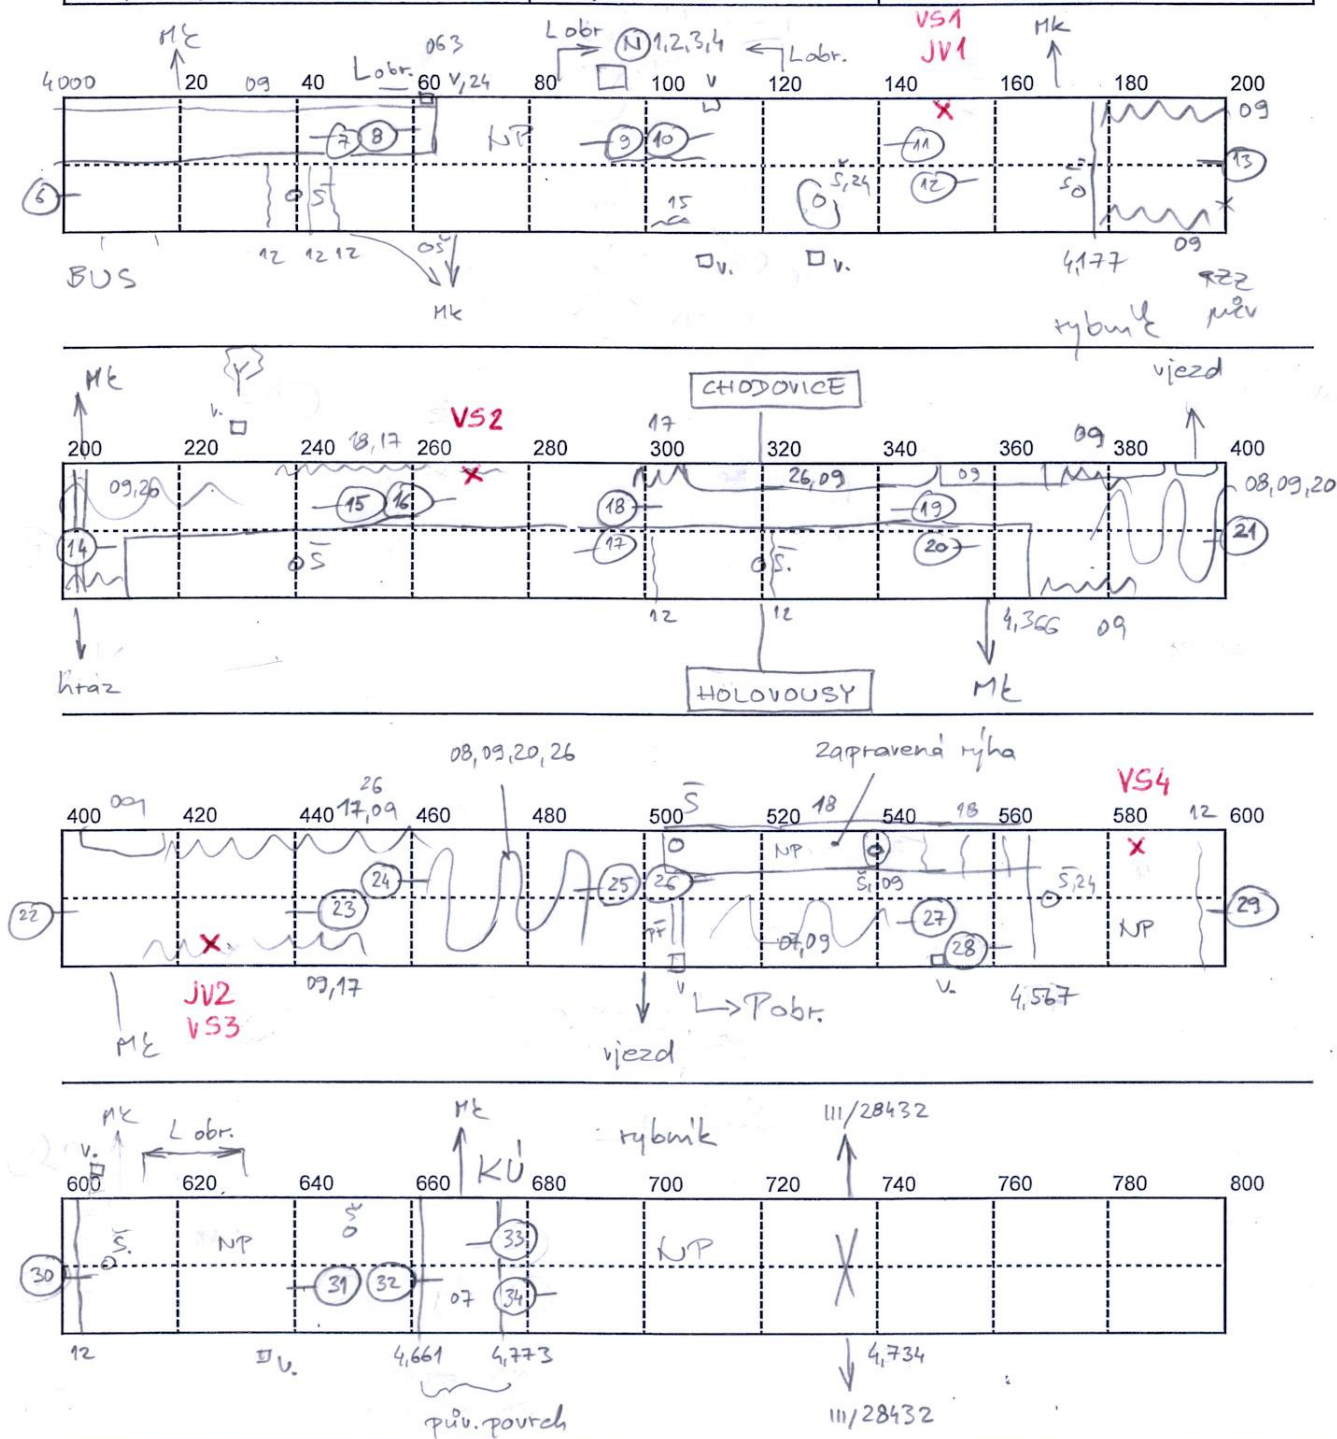 VS1
Mk L obr N 1,2,3,4 L obr. JV1 Mk
063
4000 20 09 40 L obr. 60 V,24 80 100 v 120 140 160 180 200
09
7 8 NP 9 10 11 13
6 Š 15 Š,24 12 Š
12 12 12 OŠ v. v. 4,177 09
BUS
Mk
rybník
vjezd
Mk
v. VS2 CHODOVICE
17
200 220 240 18,17 260 280 300 320 340 360 09 380 400
09,26 15 16 18 26,09 19 09 08,09,20
14 Š 17 Š. 20 21
12 12 4,366 09
hráz HOLOVOUSY Mk
08,09,20,26 zapravená rýha
26 Š VS4
400 009 420 440 17,09 460 480 500 520 18 540 18 560 580 12 600
NP
24 25 26 Š,09 Š,24
22 23 27 NP 29
07,09 28
09,17 v Pobr. v. 4,567
JV2
VS3
Mk vjezd
Mk L obr. Mk rybník III/28432
v. KÚ
600 620 640 660 680 700 720 740 760 780 800
Š. NP Š 33 NP
30 31 32 07 34
12 v. 4,661 4,773 4,734
pův. povrch III/28432